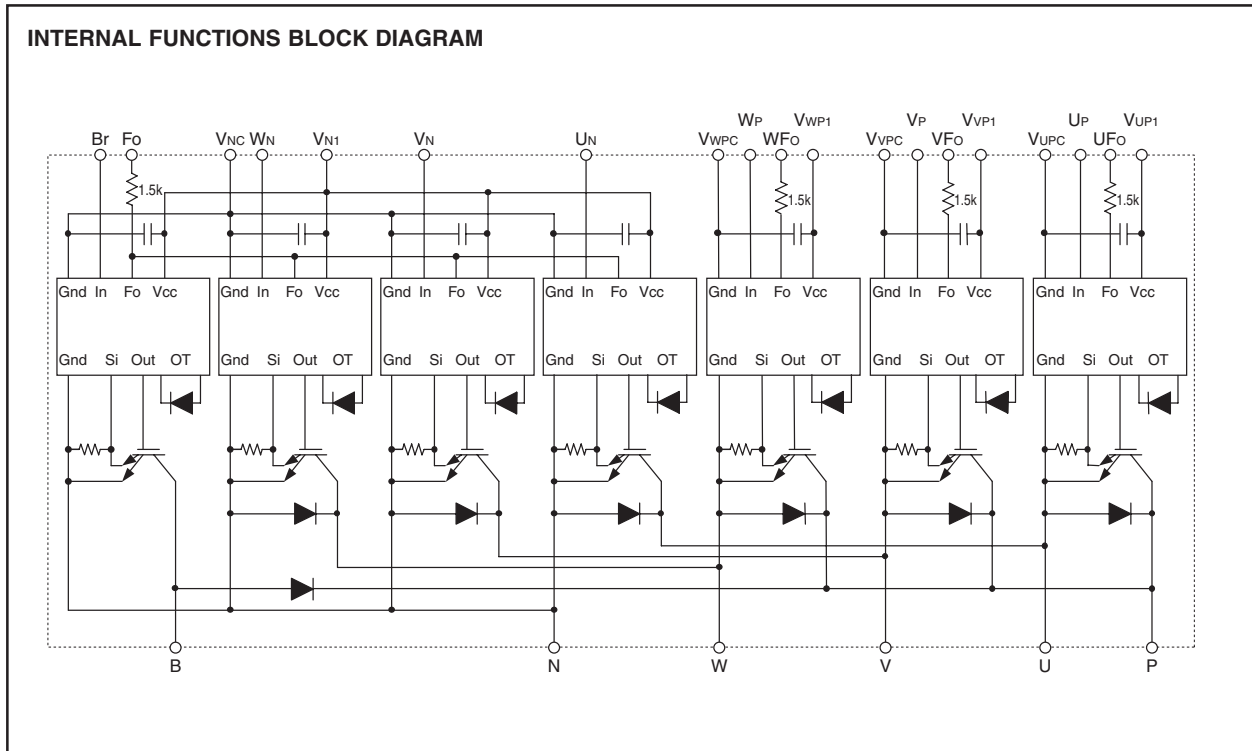 INTERNAL FUNCTIONS BLOCK DIAGRAM
WP VWP1 VP VVP1 UP VUP1
Br FO VNC WN VN1 VN UN VWPC WFO VVPC VFO VUPC UFO
1.5k 1.5k 1.5k 1.5k
Gnd In Fo Vcc Gnd In Fo Vcc Gnd In Fo Vcc Gnd In Fo Vcc Gnd In Fo Vcc Gnd In Fo Vcc Gnd In Fo Vcc
Gnd Si Out OT Gnd Si Out OT Gnd Si Out OT Gnd Si Out OT Gnd Si Out OT Gnd Si Out OT Gnd Si Out OT
B N W V U P